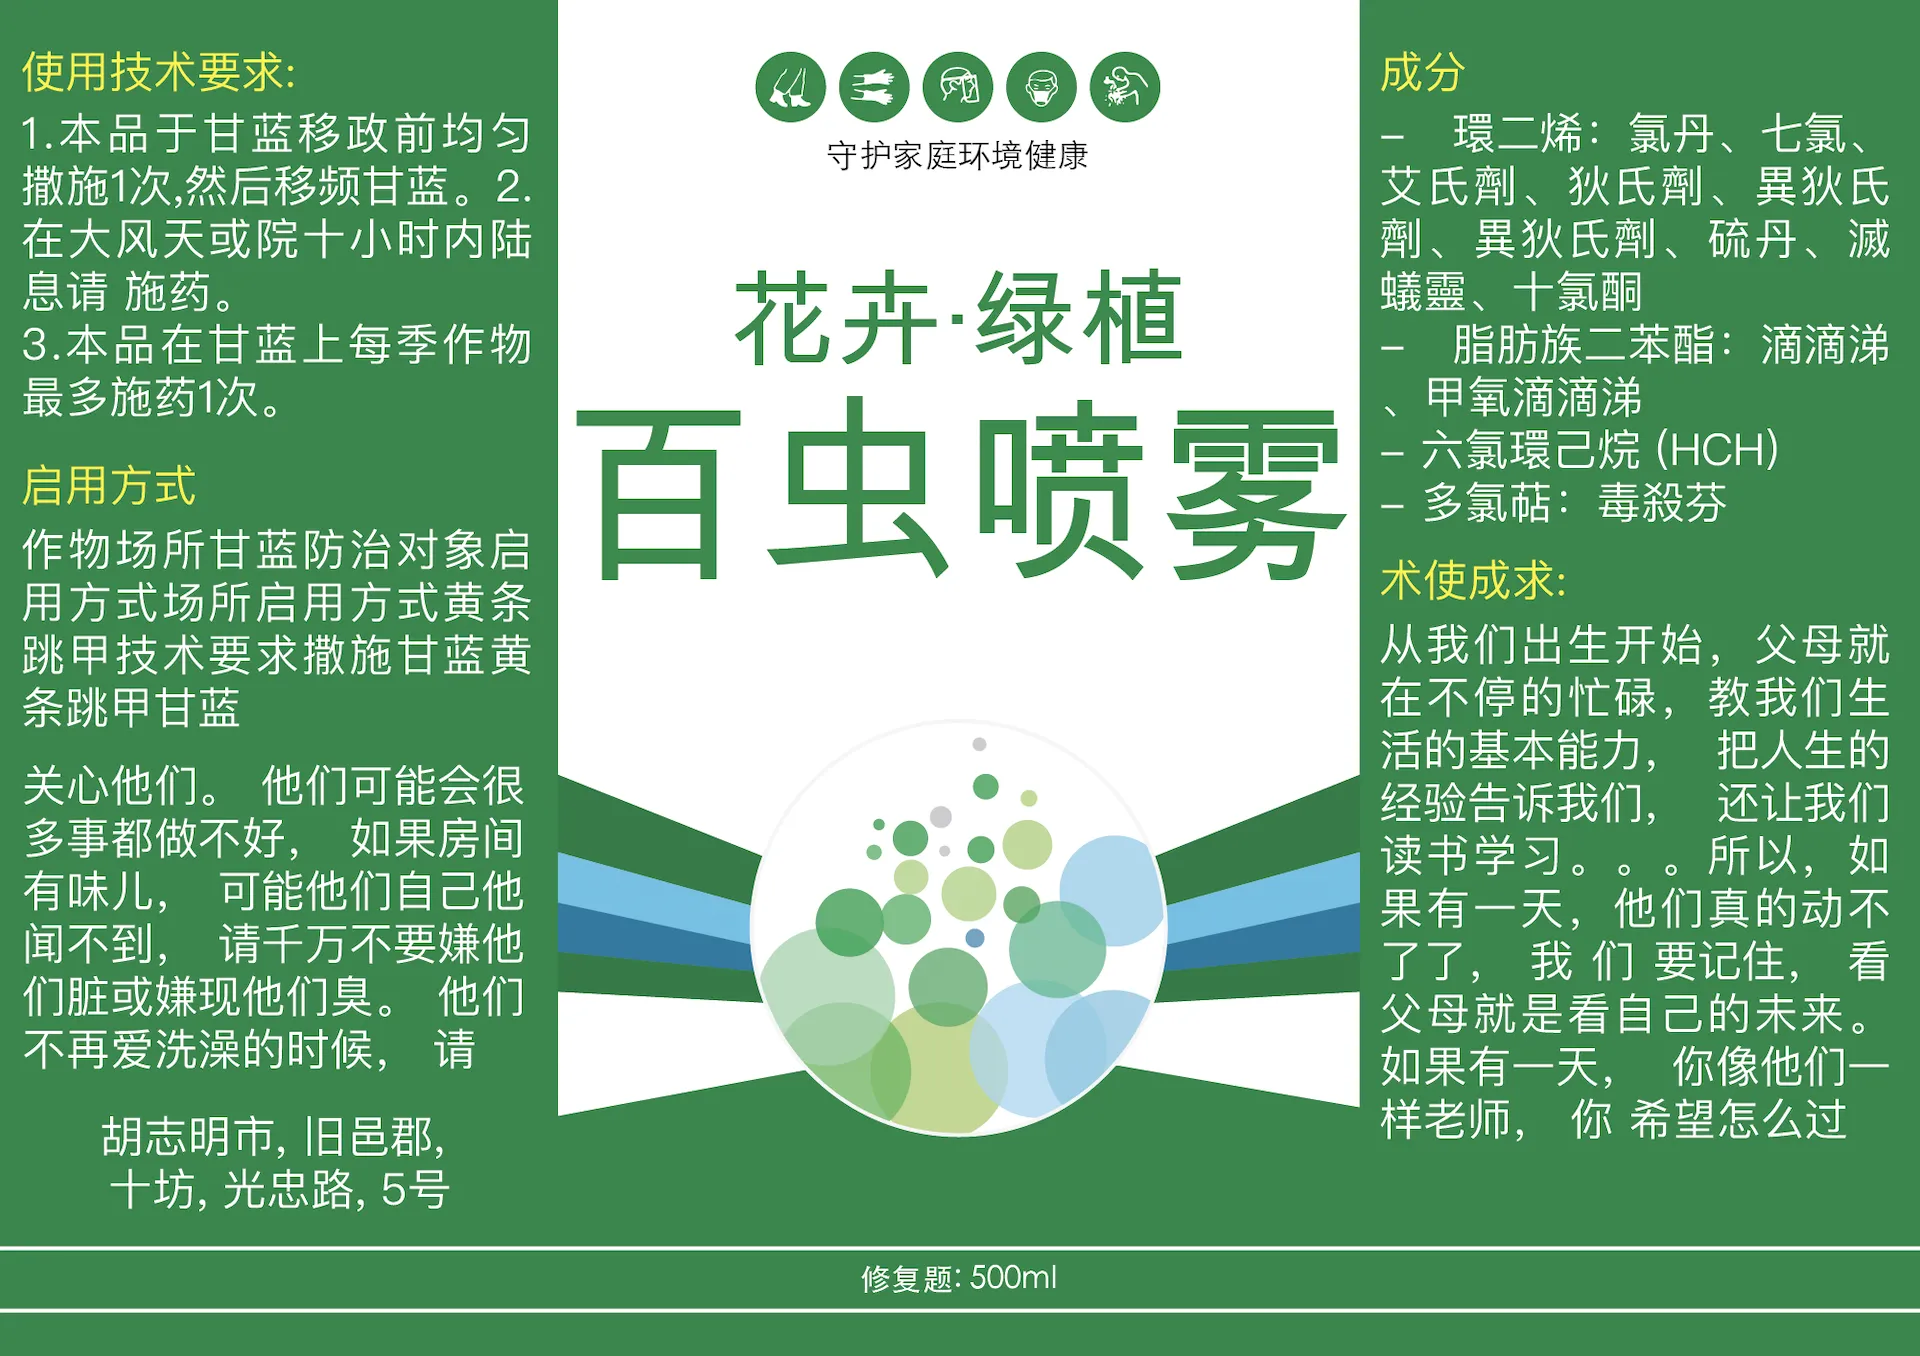 使用技术要求:
1.本品于甘蓝移政前均匀
撒施1次,然后移频甘蓝。2.
在大风天或院十小时内陆
息请 施药。
3.本品在甘蓝上每季作物
最多施药1次。
启用方式
作物场所甘蓝防治对象启
用方式场所启用方式黄条
跳甲技术要求撒施甘蓝黄
条跳甲甘蓝
关心他们。 他们可能会很
多事都做不好， 如果房间
有味儿， 可能他们自己他
闻不到， 请千万不要嫌他
们脏或嫌现他们臭。 他们
不再爱洗澡的时候， 请
胡志明市, 旧邑郡,
十坊, 光忠路, 5号
守护家庭环境健康
花卉·绿植
百虫喷雾
成分
– 環二烯：氯丹、七氯、
艾氏劑、狄氏劑、異狄氏
劑、異狄氏劑、硫丹、滅
蟻靈、十氯酮
– 脂肪族二苯酯：滴滴涕
、甲氧滴滴涕
– 六氯環己烷 (HCH)
– 多氯萜：毒殺芬
术使成求:
从我们出生开始，父母就
在不停的忙碌，教我们生
活的基本能力， 把人生的
经验告诉我们， 还让我们
读书学习。。。所以，如
果有一天，他们真的动不
了了， 我 们 要记住， 看
父母就是看自己的未来。
如果有一天， 你像他们一
样老师， 你 希望怎么过
修复题: 500ml